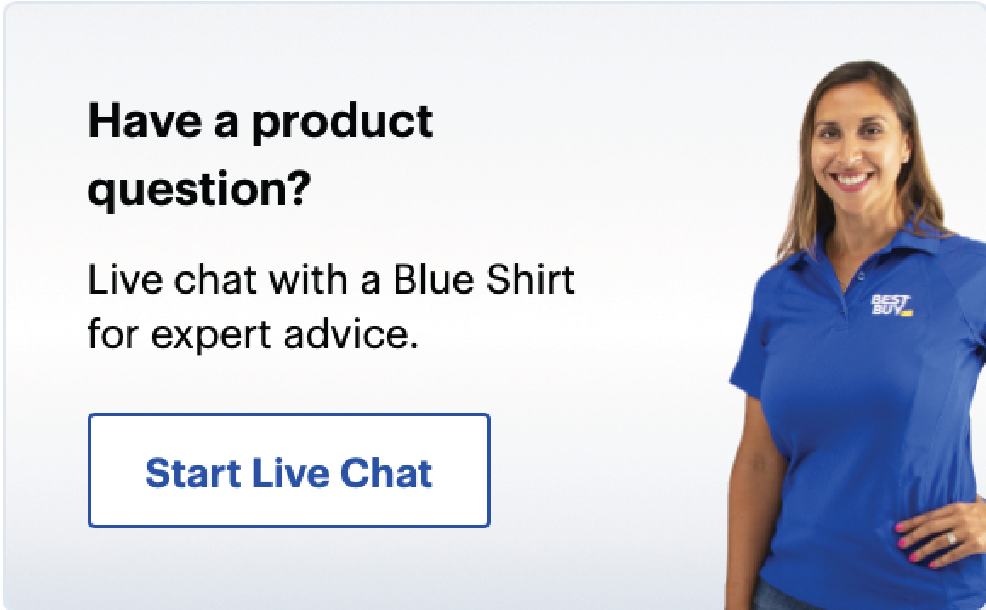 Have a product
question?
Live chat with a Blue Shirt
for expert advice.
BEST
BUY
Start Live Chat